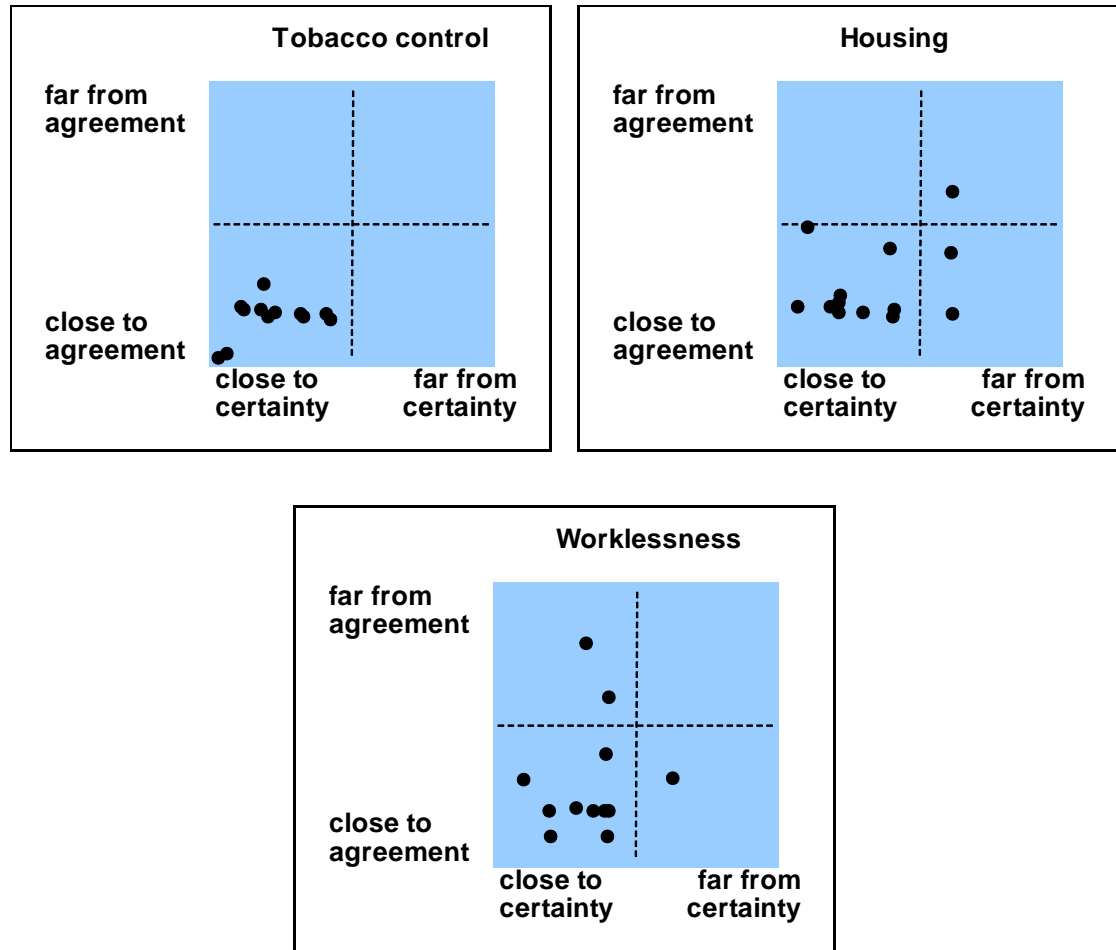 Tobacco control
far from
agreement
close to
agreement
close to
certainty
far from
certainty
Housing
far from
agreement
close to
agreement
close to
certainty
far from
certainty
Worklessness
far from
agreement
close to
agreement
close to
certainty
far from
certainty